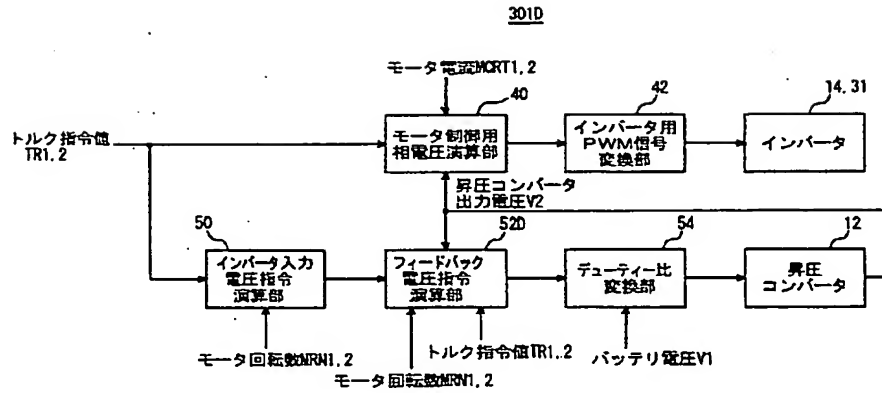 301D
モータ電流MCRT1,2
40
42
14,31
トルク指令値
TR1,2
モータ制御用
相電圧演算部
インバータ用
PWM信号
変換部
インバータ
昇圧コンバータ
出力電圧V2
50
52D
54
12
インバータ入力
電圧指令
演算部
フィードバック
電圧指令
演算部
デューティー比
変換部
昇圧
コンバータ
モータ回転数MRN1,2
トルク指令値TR1,2
モータ回転数MRN1,2
バッテリ電圧V1